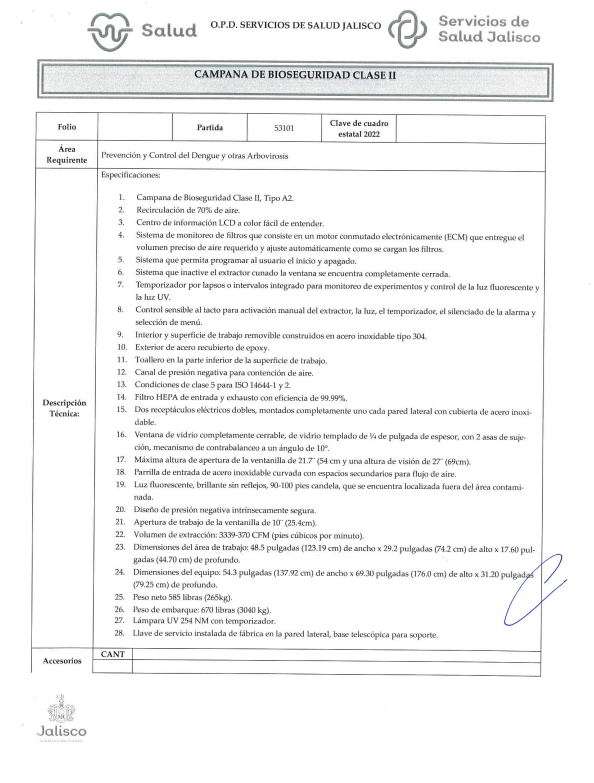 Salud
O.P.D. SERVICIOS DE SALUD JALISCO
Servicios de
Salud Jalisco
CAMPANA DE BIOSEGURIDAD CLASE II
Folio
Partida
53101
Clave de cuadro
estatal 2022
Área
Requirente
Prevención y Control del Dengue y otras Arbovirosis
Descripción
Técnica:
Especificaciones:
1. Campana de Bioseguridad Clase II, Tipo A2.
2. Recirculación de 70% de aire.
3. Centro de información LCD a color fácil de entender.
4. Sistema de monitoreo de filtros que consiste en un motor conmutado electrónicamente (ECM) que entregue el
volumen preciso de aire requerido y ajuste automáticamente como se cargan los filtros.
5. Sistema que permita programar al usuario el inicio y apagado.
6. Sistema que inactive el extractor cunado la ventana se encuentra completamente cerrada.
7. Temporizador por lapsos o intervalos integrado para monitoreo de experimentos y control de la luz fluorescente y
la luz UV.
8. Control sensible al tacto para activación manual del extractor, la luz, el temporizador, el silenciado de la alarma y
selección de menú.
9. Interior y superficie de trabajo removible construidos en acero inoxidable tipo 304.
10. Exterior de acero recubierto de epoxy.
11. Toallero en la parte inferior de la superficie de trabajo.
12. Canal de presión negativa para contención de aire.
13. Condiciones de clase 5 para ISO 14644-1 y 2.
14. Filtro HEPA de entrada y exhausto con eficiencia de 99.99%.
15. Dos receptáculos eléctricos dobles, montados completamente uno cada pared lateral con cubierta de acero inoxi-
dable.
16. Ventana de vidrio completamente cerrable, de vidrio templado de ¼ de pulgada de espesor, con 2 asas de suje-
ción, mecanismo de contrabalanceo a un ángulo de 10°.
17. Máxima altura de apertura de la ventanilla de 21.7¨ (54 cm y una altura de visión de 27¨ (69cm).
18. Parrilla de entrada de acero inoxidable curvada con espacios secundarios para flujo de aire.
19. Luz fluorescente, brillante sin reflejos, 90-100 pies candela, que se encuentra localizada fuera del área contami-
nada.
20. Diseño de presión negativa intrínsecamente segura.
21. Apertura de trabajo de la ventanilla de 10¨ (25.4cm).
22. Volumen de extracción: 3339-370 CFM (pies cúbicos por minuto).
23. Dimensiones del área de trabajo: 48.5 pulgadas (123.19 cm) de ancho x 29.2 pulgadas (74.2 cm) de alto x 17.60 pul-
gadas (44.70 cm) de profundo.
24. Dimensiones del equipo: 54.3 pulgadas (137.92 cm) de ancho x 69.30 pulgadas (176.0 cm) de alto x 31.20 pulgadas
(79.25 cm) de profundo.
25. Peso neto 585 libras (265kg).
26. Paso de embarque: 670 libras (3040 kg).
27. Lámpara UV 254 NM con temporizador.
28. Llave de servicio instalada de fábrica en la pared lateral, base telescópica para soporte.
Accesorios
CANT
Jalisco